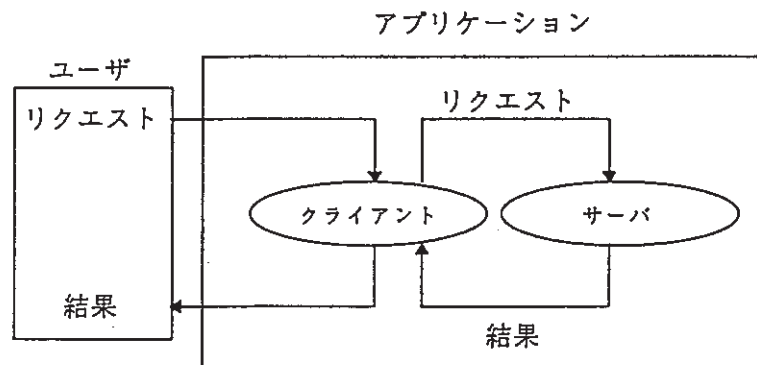 アプリケーション
ユーザ
リクエスト
リクエスト
クライアント
サーバ
結果
結果